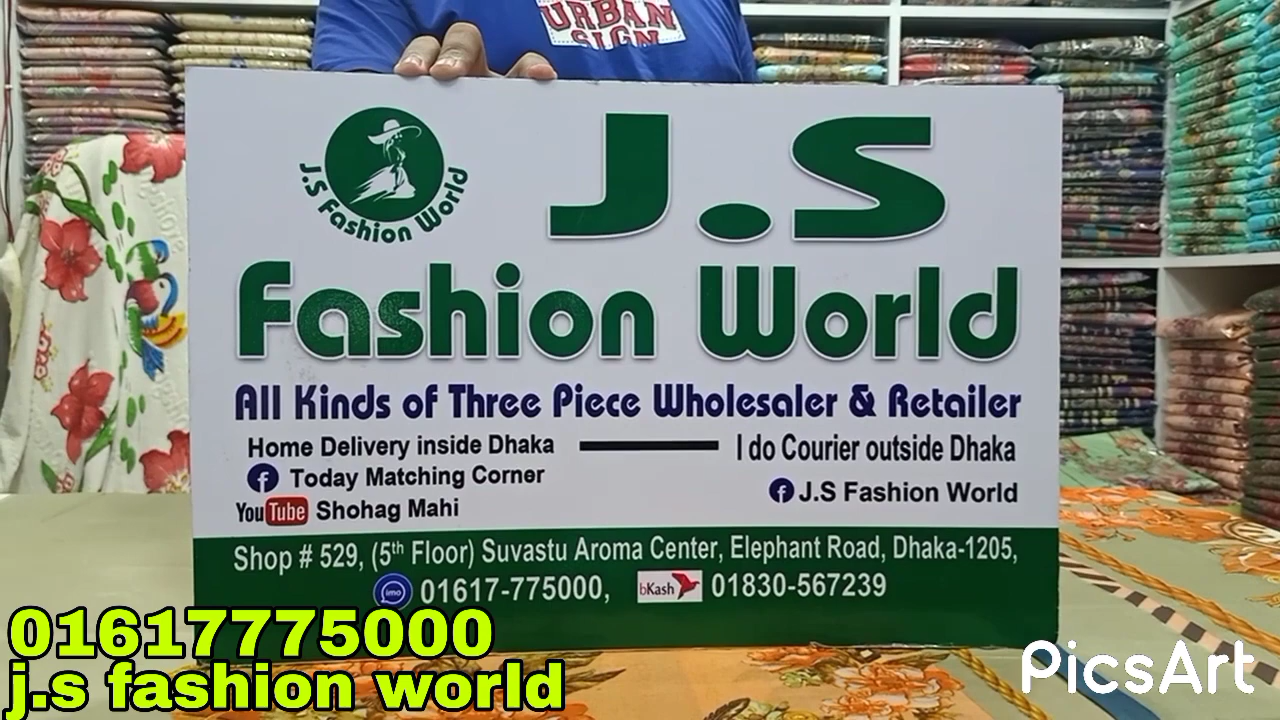 URBAN
SIGN
J.S Fashion World
J.S
Fashion World
All Kinds of Three Piece Wholesaler & Retailer
Home Delivery inside Dhaka
I do Courier outside Dhaka
f Today Matching Corner
f J.S Fashion World
YouTube Shohag Mahi
Shop # 529, (5th Floor) Suvastu Aroma Center, Elephant Road, Dhaka-1205,
imo 01617-775000, bKash 01830-567239
01617775000
j.s fashion world
PicsArt